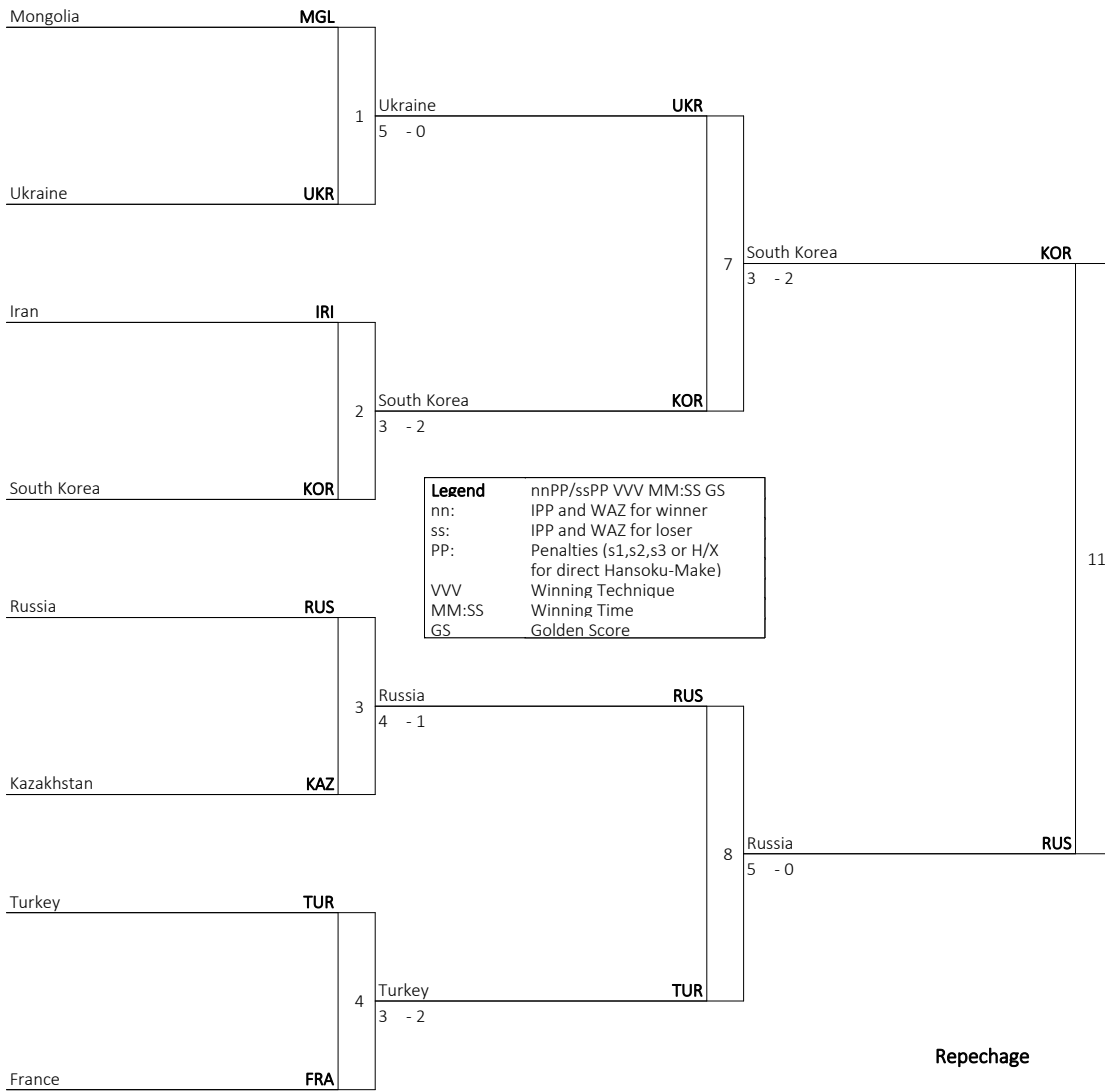 Mongolia MGL
1 Ukraine UKR
5 - 0
Ukraine UKR
7 South Korea KOR
3 - 2
Iran IRI
2 South Korea KOR
3 - 2
South Korea KOR
Legend nnPP/ssPP VVV MM:SS GS
nn: IPP and WAZ for winner
ss: IPP and WAZ for loser
PP: Penalties (s1,s2,s3 or H/X
for direct Hansoku-Make)
VVV Winning Technique
MM:SS Winning Time
GS Golden Score
11
Russia RUS
3 Russia RUS
4 - 1
Kazakhstan KAZ
8 Russia RUS
5 - 0
Turkey TUR
4 Turkey TUR
3 - 2
Repechage
France FRA